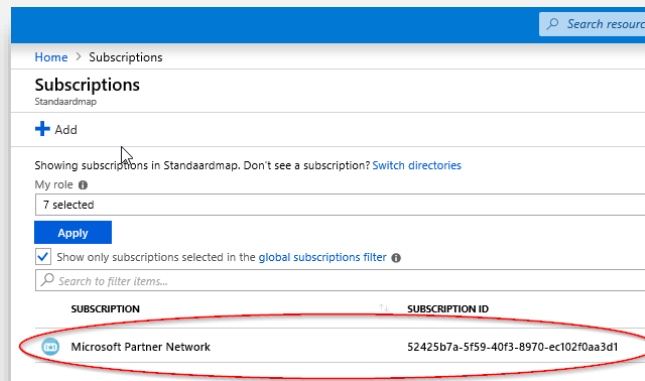 Search resourc
Home > Subscriptions
Subscriptions
Standaardmap
+ Add
Showing subscriptions in Standaardmap. Don't see a subscription? Switch directories
My role
7 selected
Apply
Show only subscriptions selected in the global subscriptions filter
Search to filter items...
SUBSCRIPTION SUBSCRIPTION ID
Microsoft Partner Network 52425b7a-5f59-40f3-8970-ec102f0aa3d1